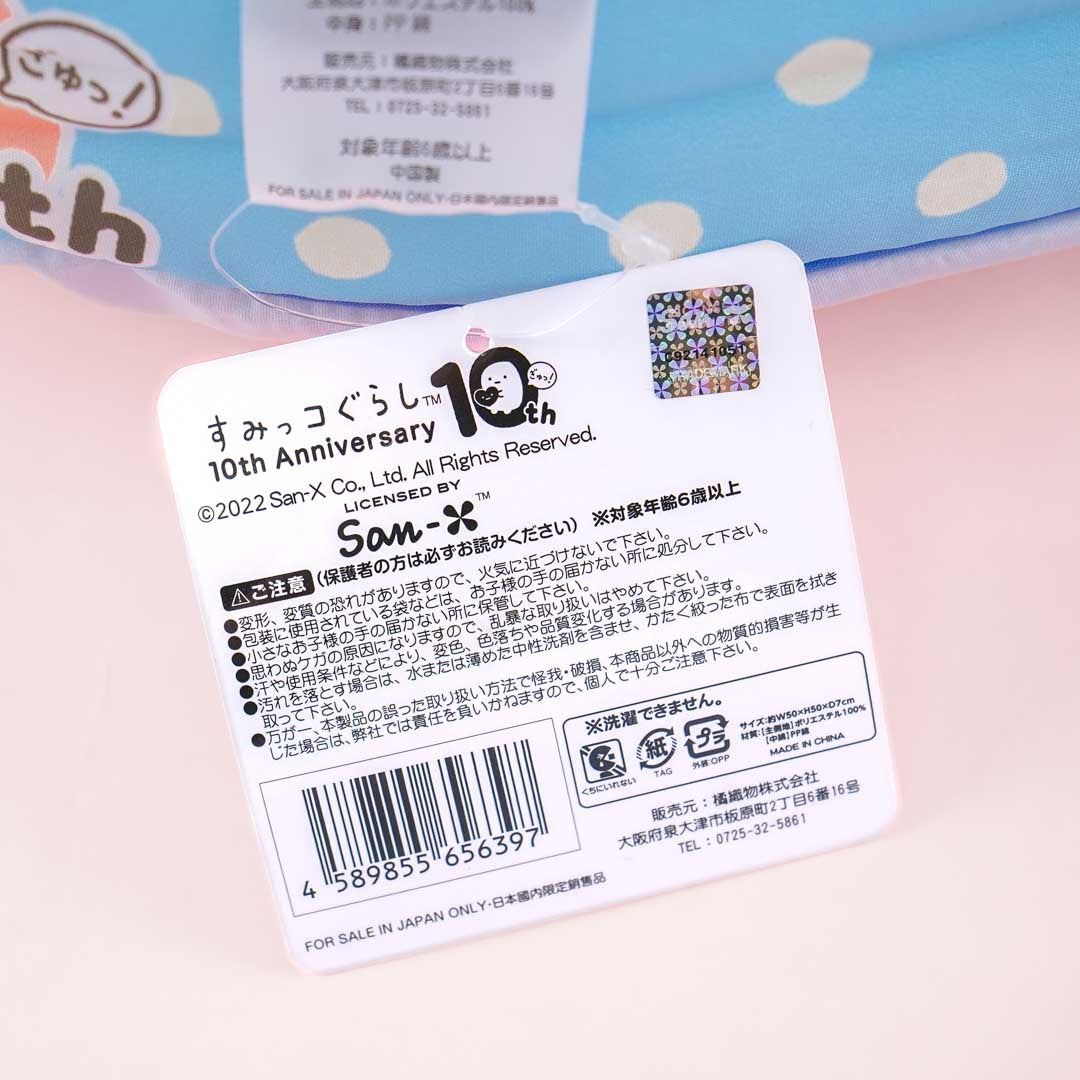 ぎゅっ!
th
中身:PP 綿
販売元:橘織物株式会社
大阪府泉大津市板原町2丁目6番16号
TEL:0725-32-5861
対象年齢6歳以上
中国製
FOR SALE IN JAPAN ONLY・日本國内限定銷售品
すみっコぐらし™ 10th
ぎゅっ!
10th Anniversary
C92141051
TRADEMARK
©2022 San-X Co., Ltd. All Rights Reserved.
LICENSED BY
San-X™
⚠ご注意 (保護者の方は必ずお読みください) ※対象年齢6歳以上
●変形、変質の恐れがありますので、火気に近づけないで下さい。
●包装に使用されている袋などは、お子様の手の届かない所に処分して下さい。
●小さなお子様の手の届かない所に保管して下さい。
●思わぬケガの原因になりますので、乱暴な取り扱いはやめて下さい。
●汗や使用条件などにより、変色、色落ちや品質変化する場合があります。
●汚れを落とす場合は、水または薄めた中性洗剤を含ませ、かたく絞った布で表面を拭き
取って下さい。
●万が一、本製品の誤った取り扱い方法で怪我・破損、本商品以外への物質的損害等が生
じた場合は、弊社では責任を負いかねますので、個人で十分ご注意下さい。
※洗濯できません。
くちにいれない
紙
TAG
プラ
外装:OPP
サイズ:約W50×H50×D7cm
材質:[主側地]ポリエステル100%
[中綿]PP綿
MADE IN CHINA
販売元:橘織物株式会社
大阪府泉大津市板原町2丁目6番16号
TEL:0725-32-5861
4 589855 656397
FOR SALE IN JAPAN ONLY・日本國内限定銷售品